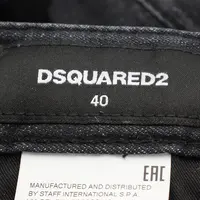 DSQUARED2
40
EAC
MANUFACTURED AND DISTRIBUTED
BY STAFF INTERNATIONAL S.P.A.